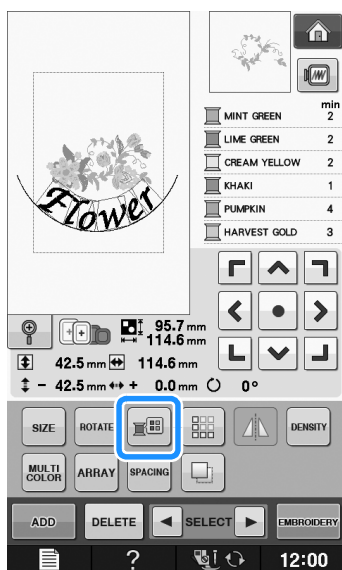 min
MINT GREEN 2
LIME GREEN 2
CREAM YELLOW 2
KHAKI 1
PUMPKIN 4
HARVEST GOLD 3
Flower
95.7 mm
114.6 mm
42.5 mm 114.6 mm
- 42.5 mm + 0.0 mm 0°
SIZE ROTATE DENSITY
MULTI COLOR ARRAY SPACING
ADD DELETE SELECT EMBROIDERY
? 12:00